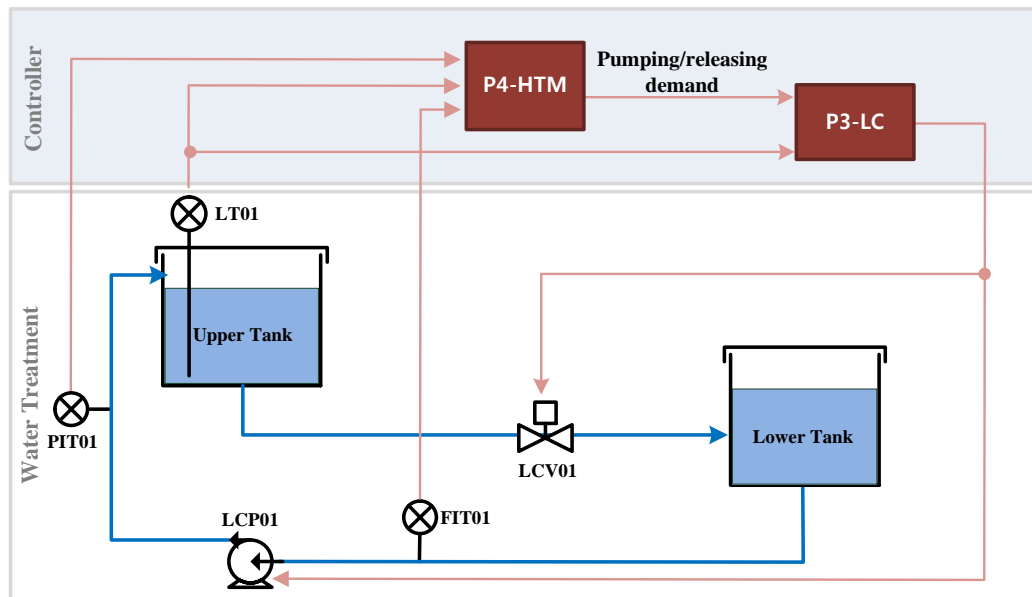 Controller
P4-HTM
Pumping/releasing
demand
P3-LC
Water Treatment
LT01
Upper Tank
PIT01
LCV01
Lower Tank
LCP01
FIT01